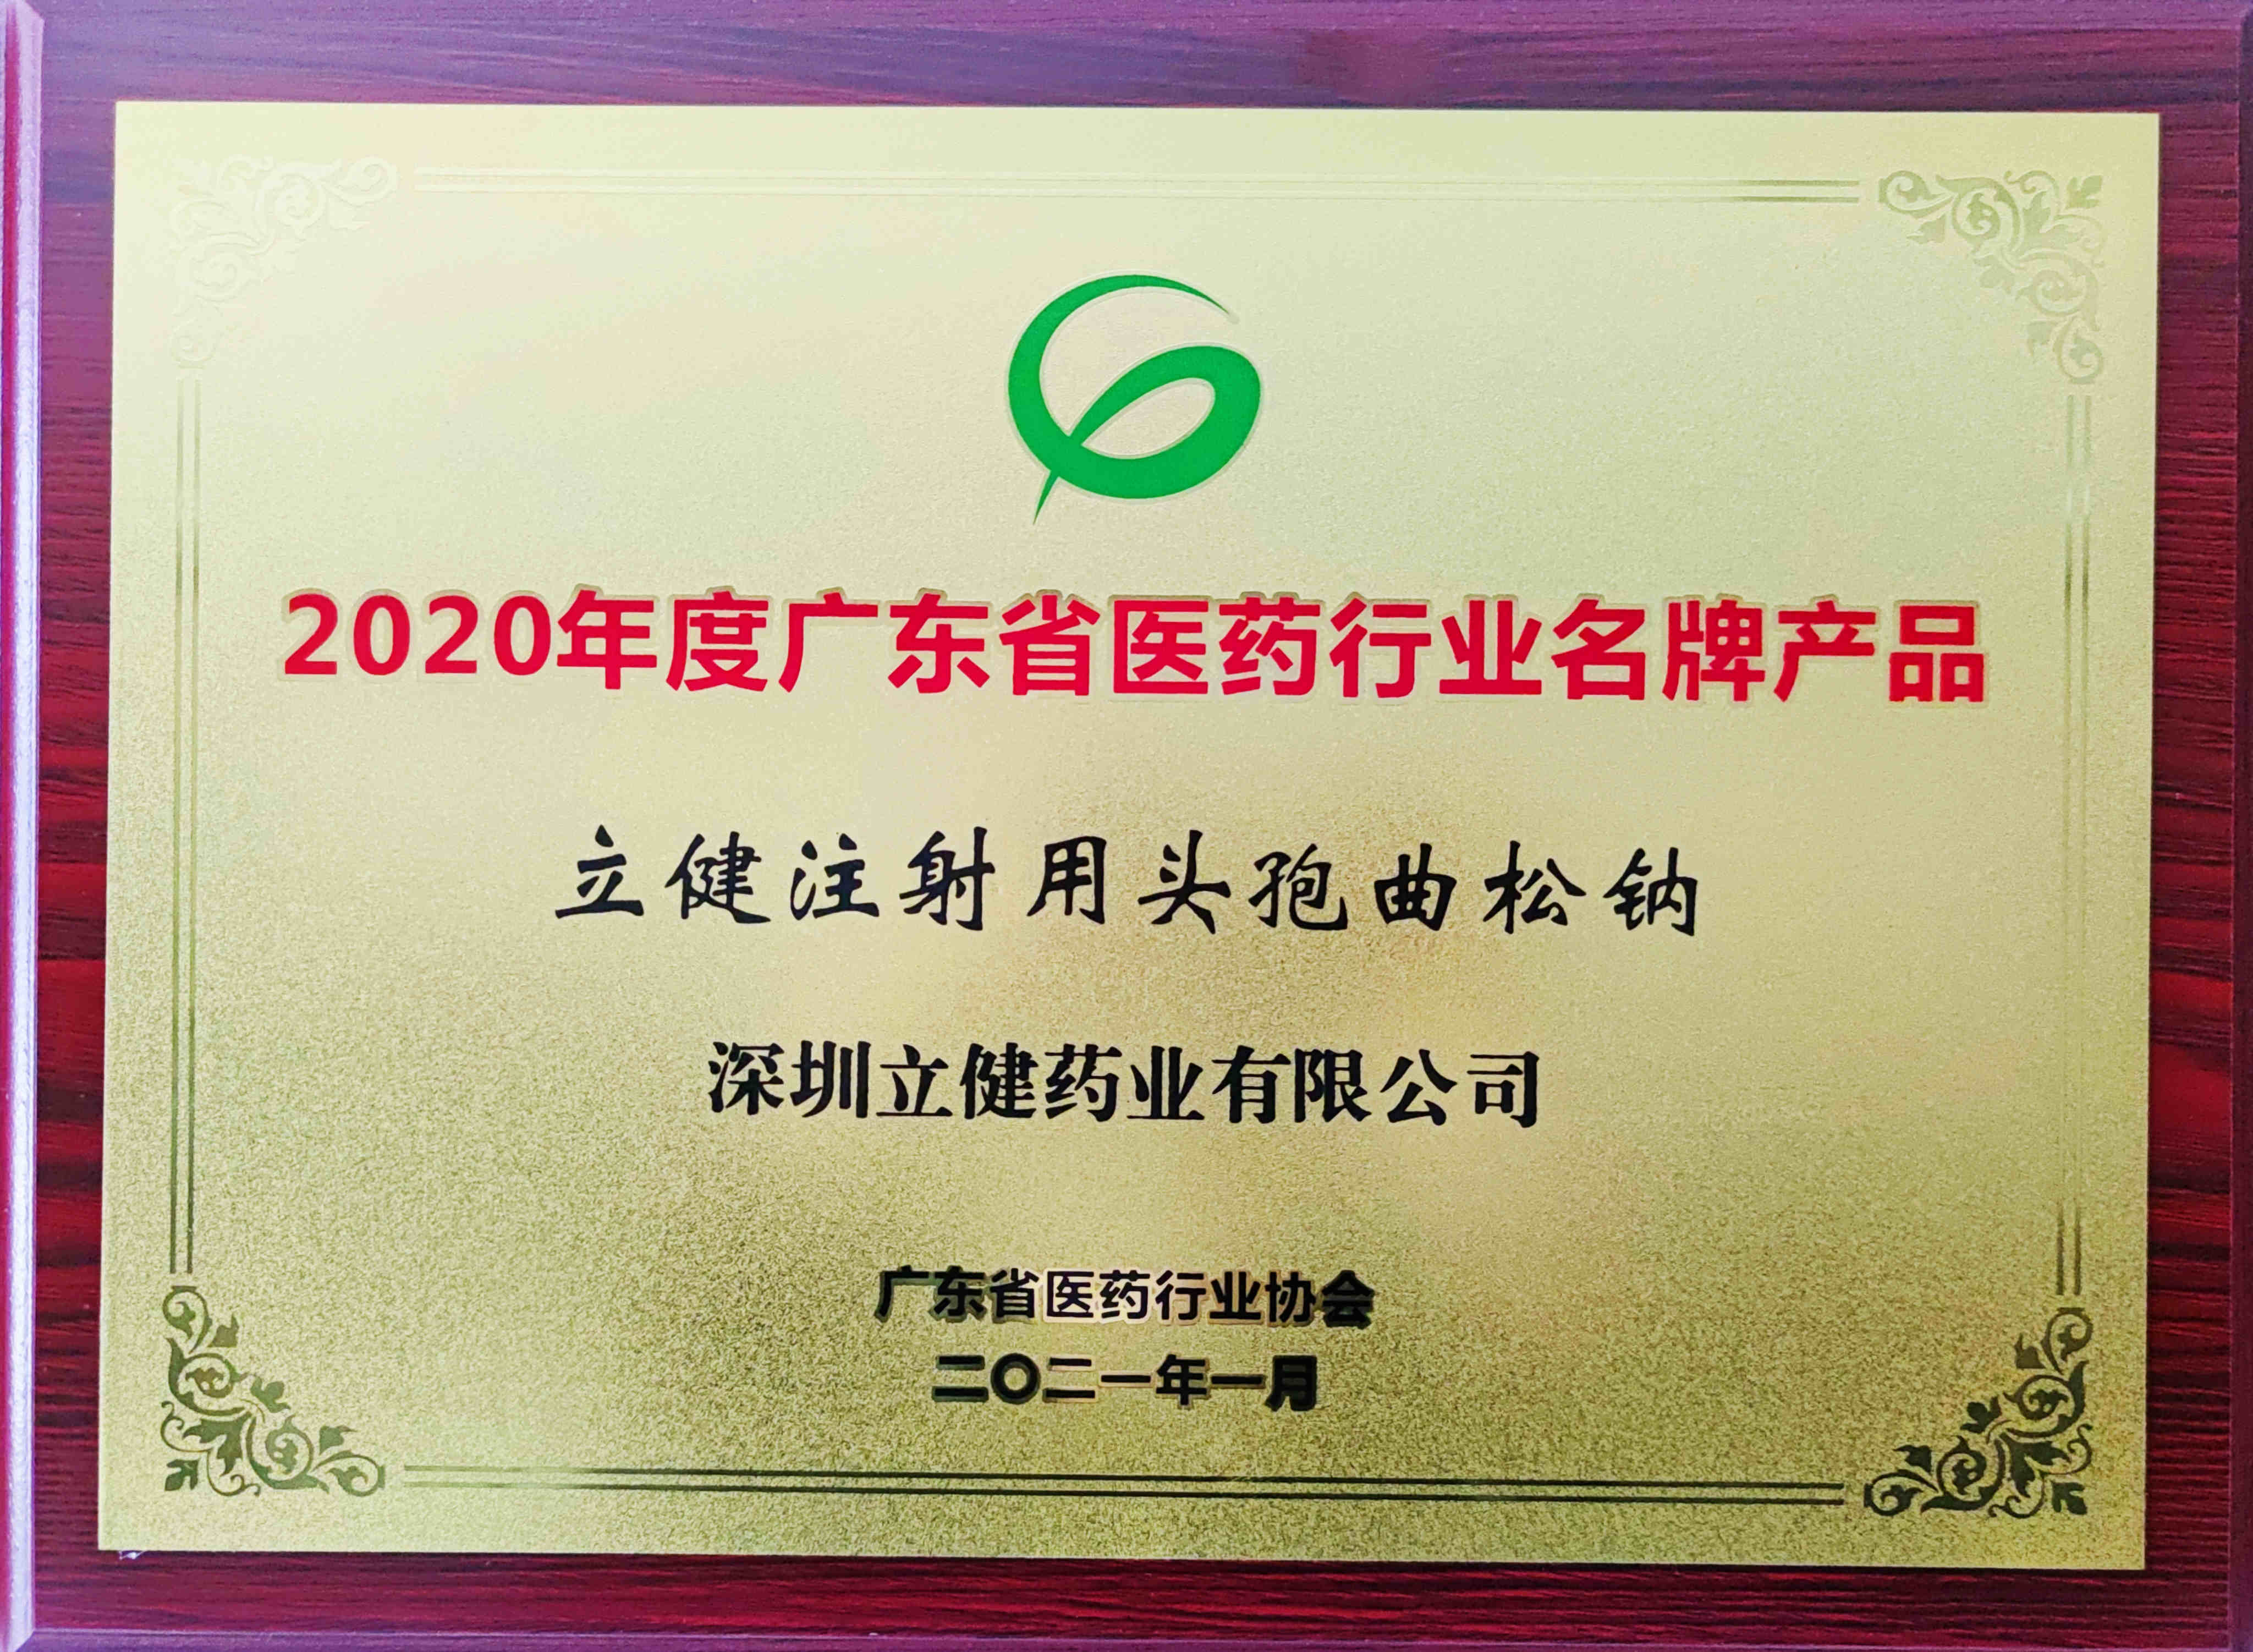 2020年度广东省医药行业名牌产品
立健注射用头孢曲松钠
深圳立健药业有限公司
广东省医药行业协会
二〇二一年一月